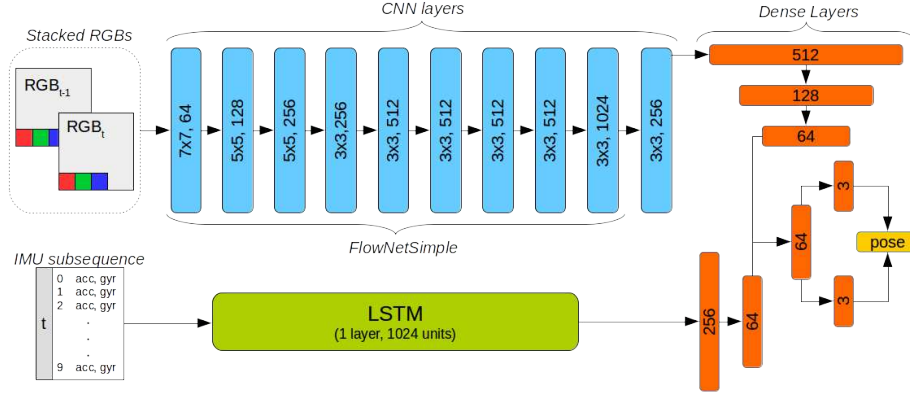 CNN layers
Dense Layers
Stacked RGBs
RGBt-1
RGBt
7x7, 64
5x5, 128
5x5, 256
3x3,256
3x3, 512
3x3, 512
3x3, 512
3x3, 512
3x3, 1024
3x3, 256
512
128
64
FlowNetSimple
3
64
pose
3
IMU subsequence
t
0 acc, gyr
1 acc, gyr
2 acc, gyr
.
.
.
9 acc, gyr
LSTM
(1 layer, 1024 units)
256
64